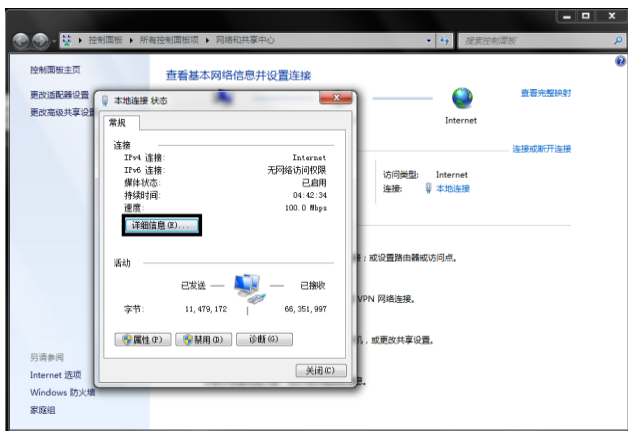 控制面板 ▸ 所有控制面板项 ▸ 网络和共享中心
搜索控制面板
控制面板主页
更改适配器设置
更改高级共享设
查看基本网络信息并设置连接
查看完整映射
Internet
连接或断开连接
访问类型: Internet
连接: 本地连接
；或设置路由器或访问点。
VPN 网络连接。
，或更改共享设置。
本地连接 状态
常规
连接
IPv4 连接: Internet
IPv6 连接: 无网络访问权限
媒体状态: 已启用
持续时间: 04:42:34
速度: 100.0 Mbps
详细信息(E)...
活动
已发送 — — 已接收
字节: 11,479,172 | 66,351,997
属性(P) 禁用(D) 诊断(G)
关闭(C)
另请参阅
Internet 选项
Windows 防火墙
家庭组